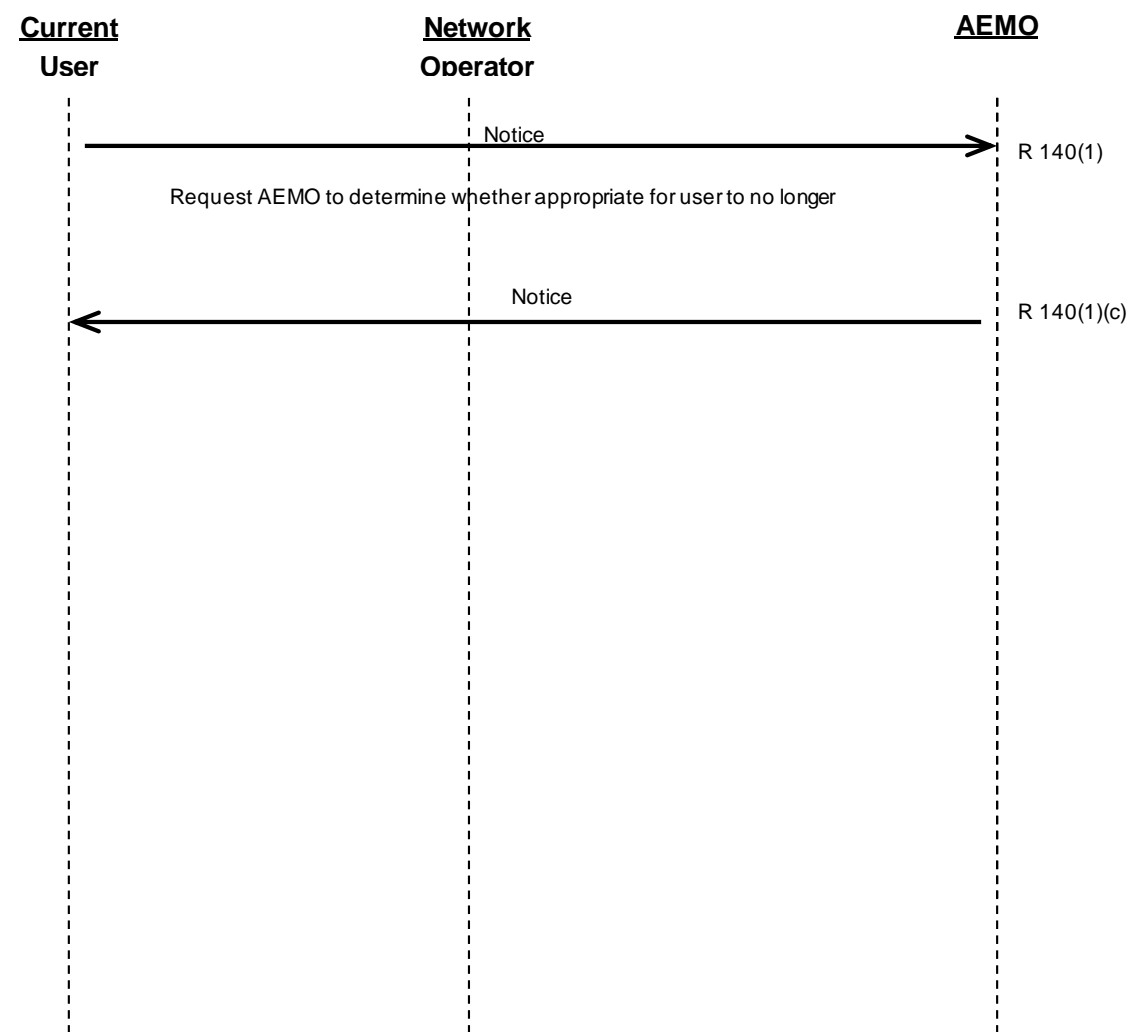 Current User
Network Operator
AEMO
Notice
R 140(1)
Request AEMO to determine whether appropriate for user to no longer
Notice
R 140(1)(c)